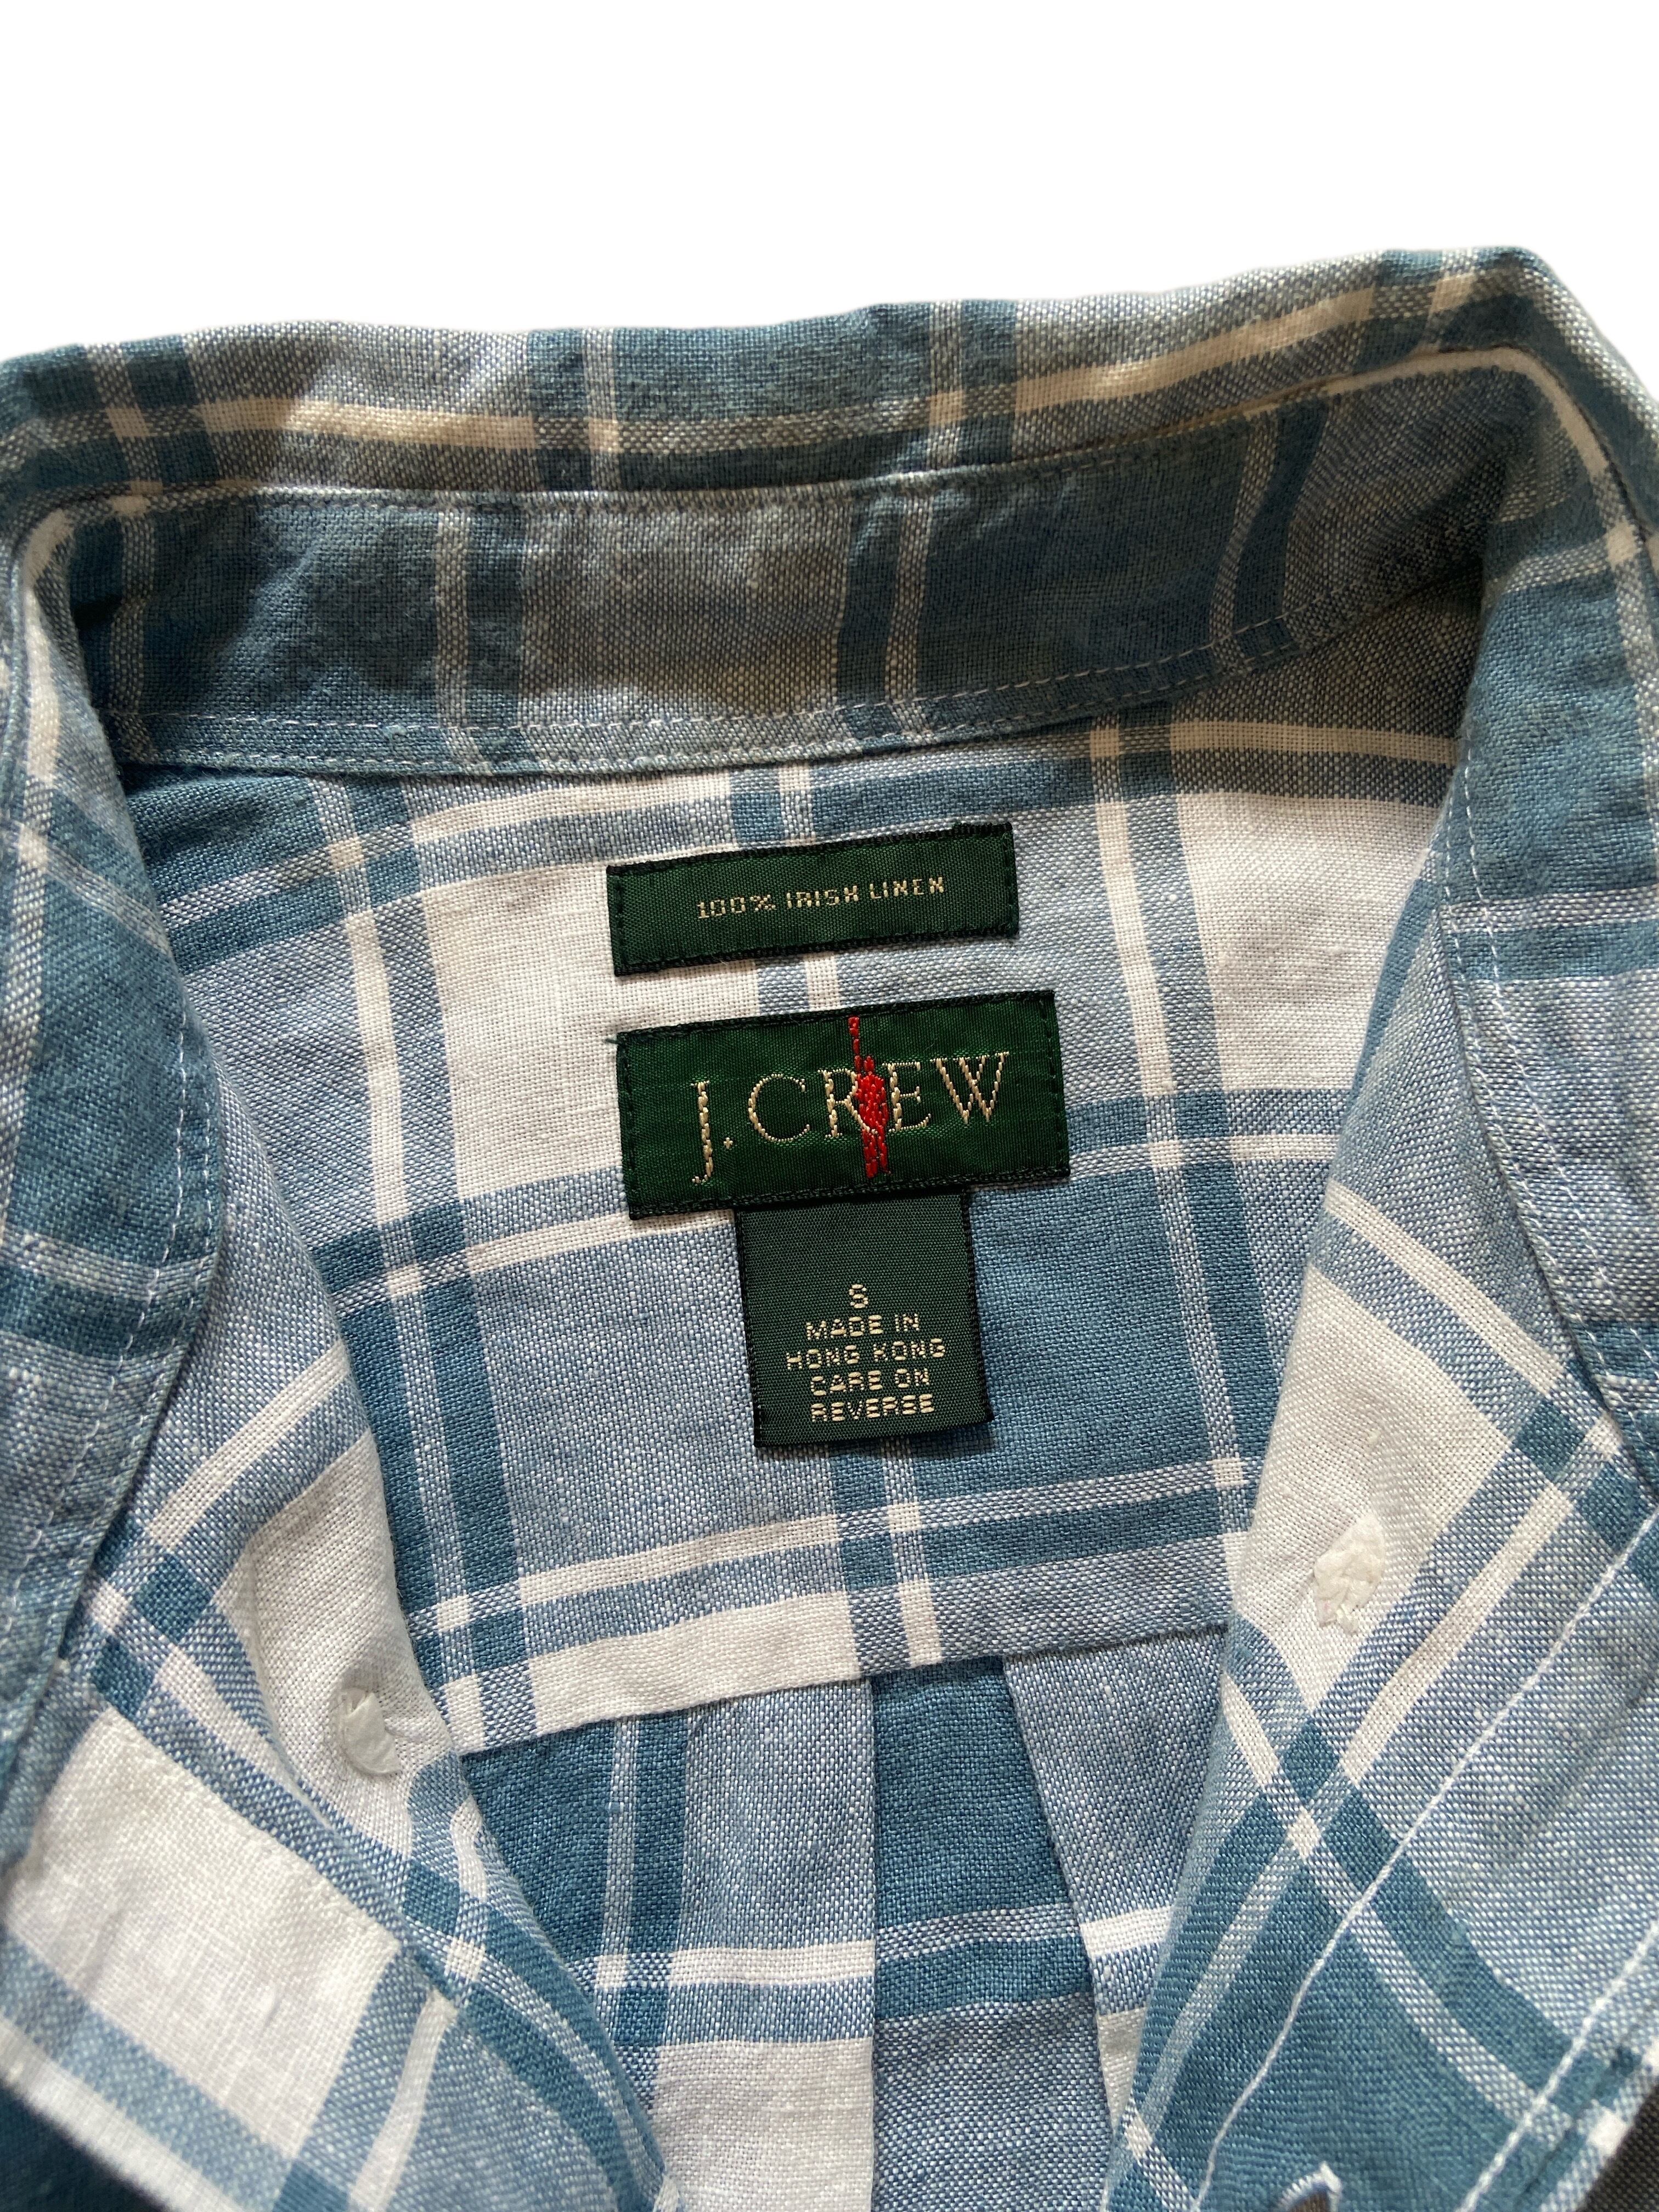 100% IRISH LINEN
J.CREW
S
MADE IN
HONG KONG
CARE ON
REVERSE